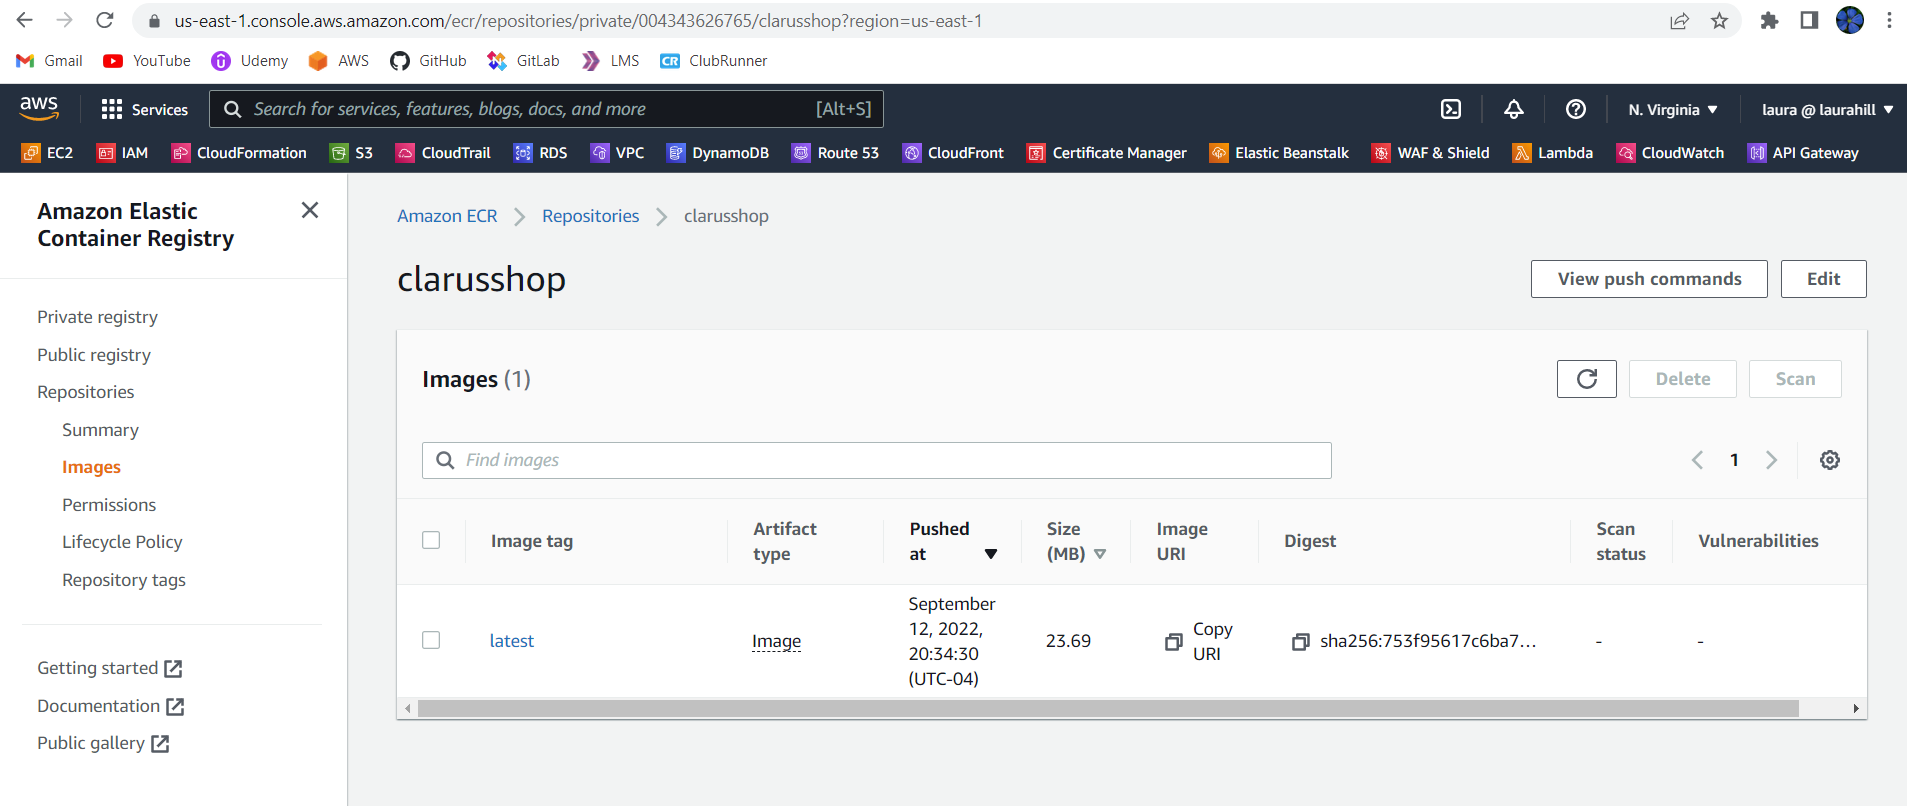 us-east-1.console.aws.amazon.com/ecr/repositories/private/004343626765/clarusshop?region=us-east-1
Gmail YouTube Udemy AWS GitHub GitLab LMS CR ClubRunner
aws Services Search for services, features, blogs, docs, and more [Alt+S] N. Virginia laura @ laurahill
EC2 IAM CloudFormation S3 CloudTrail RDS VPC DynamoDB Route 53 CloudFront Certificate Manager Elastic Beanstalk WAF & Shield Lambda CloudWatch API Gateway
Amazon Elastic
Container Registry
Private registry
Public registry
Repositories
Summary
Images
Permissions
Lifecycle Policy
Repository tags
Getting started
Documentation
Public gallery
Amazon ECR Repositories clarusshop
clarusshop
View push commands Edit
Images (1)
Delete Scan
Find images
1
Image tag
Artifact
type
Pushed
at
Size
(MB)
Image
URI
Digest
Scan
status
Vulnerabilities
latest
Image
September
12, 2022,
20:34:30
(UTC-04)
23.69
Copy
URI
sha256:753f95617c6ba7...
-
-